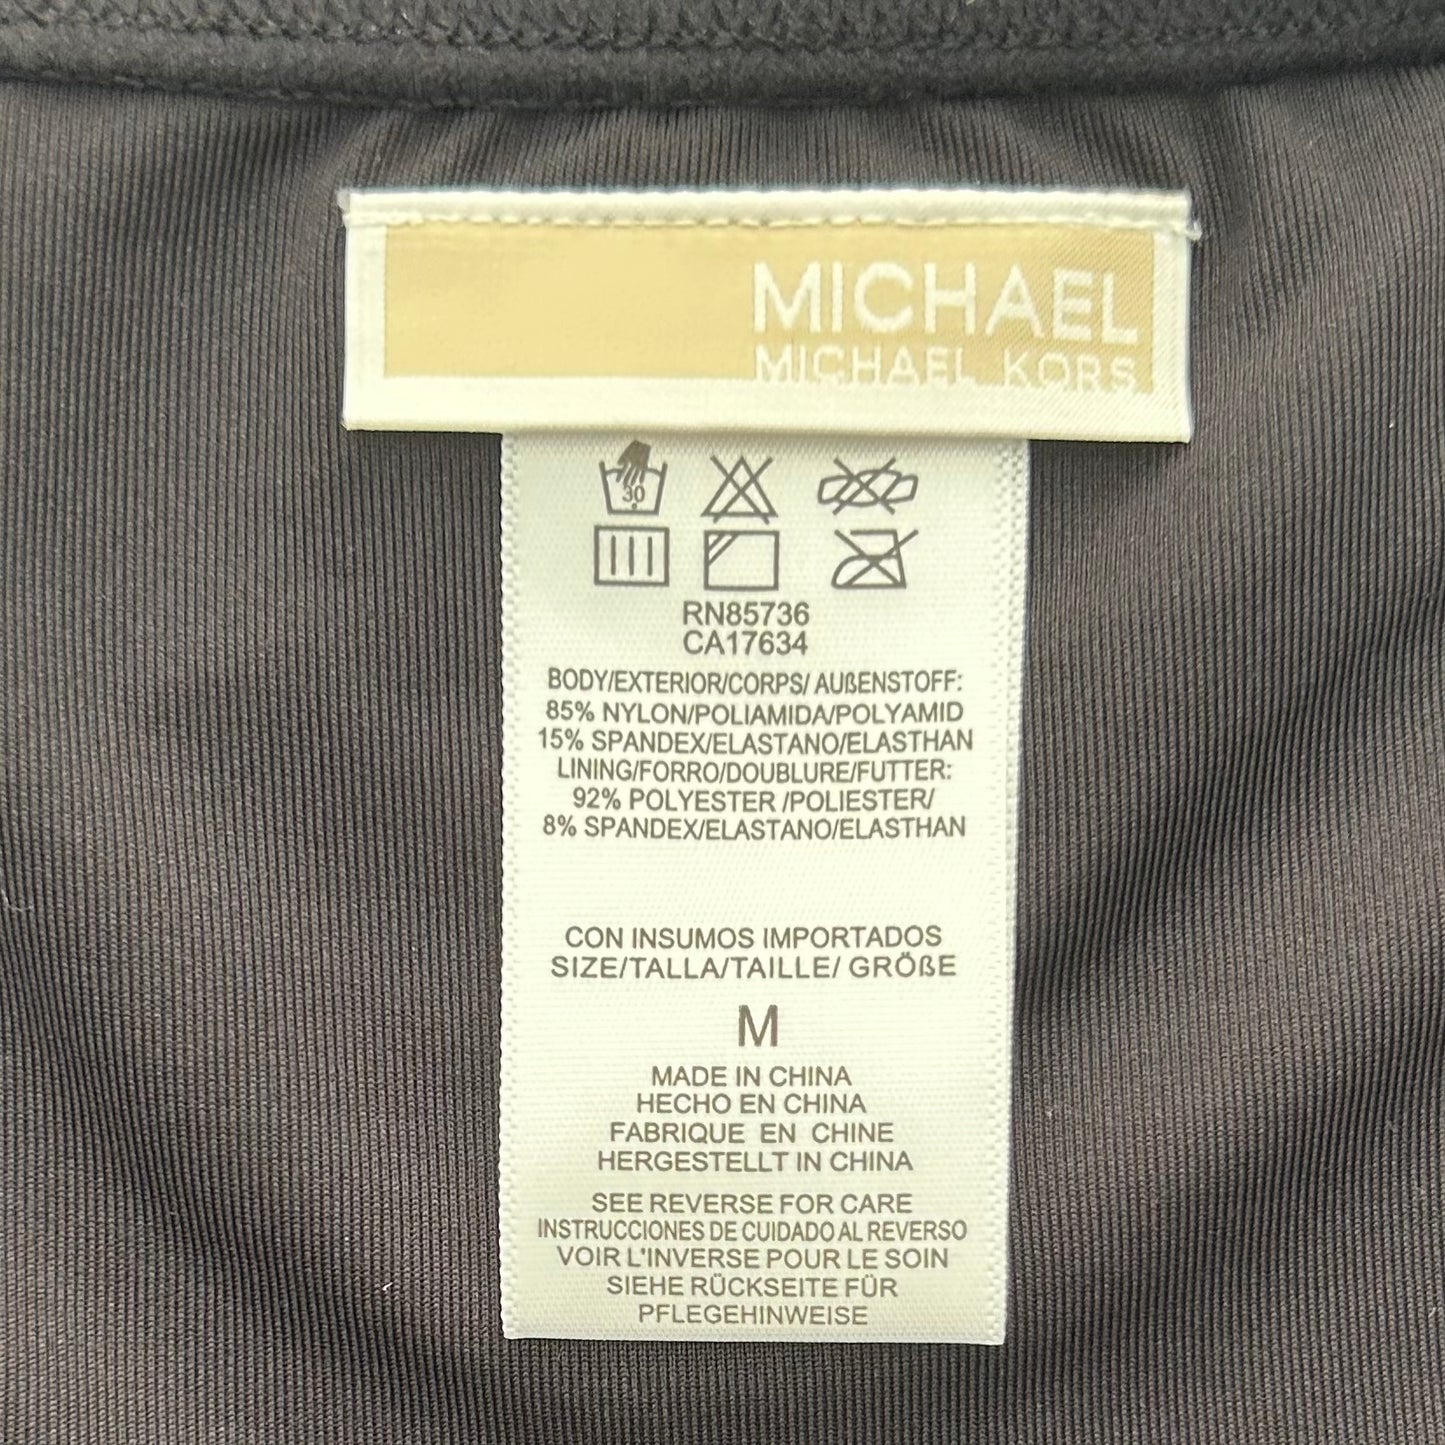 MICHAEL
MICHAEL KORS
30
RN85736
CA17634
BODY/EXTERIOR/CORPS/ AUßENSTOFF:
85% NYLON/POLIAMIDA/POLYAMID
15% SPANDEX/ELASTANO/ELASTHAN
LINING/FORRO/DOUBLURE/FUTTER:
92% POLYESTER /POLIESTER/
8% SPANDEX/ELASTANO/ELASTHAN
CON INSUMOS IMPORTADOS
SIZE/TALLA/TAILLE/ GRÖßE
M
MADE IN CHINA
HECHO EN CHINA
FABRIQUE EN CHINE
HERGESTELLT IN CHINA
SEE REVERSE FOR CARE
INSTRUCCIONES DE CUIDADO AL REVERSO
VOIR L'INVERSE POUR LE SOIN
SIEHE RÜCKSEITE FÜR
PFLEGEHINWEISE